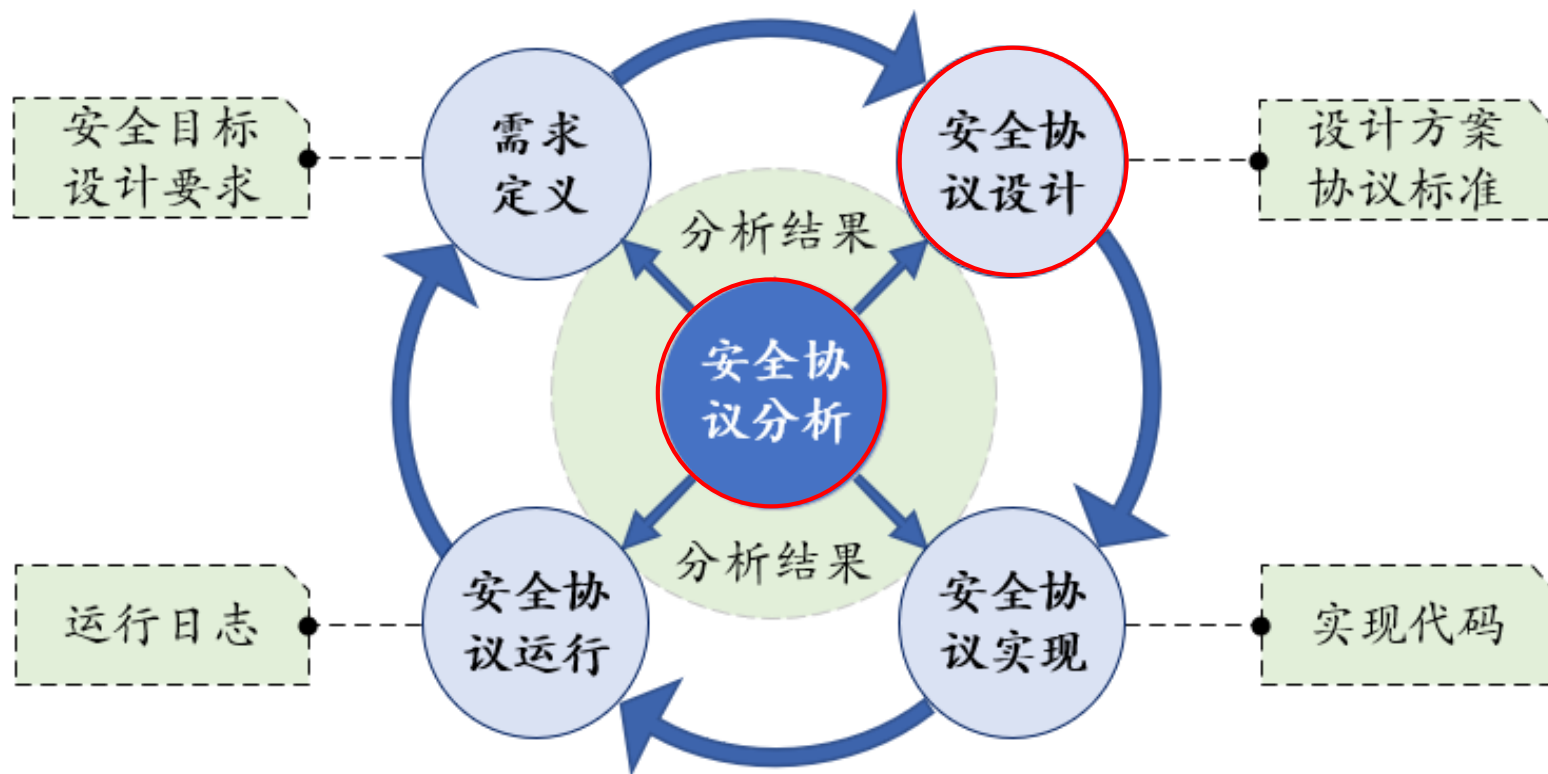 安全目标
设计要求
需求
定义
安全协
议设计
设计方案
协议标准
分析结果
安全协
议分析
分析结果
运行日志
安全协
议运行
安全协
议实现
实现代码